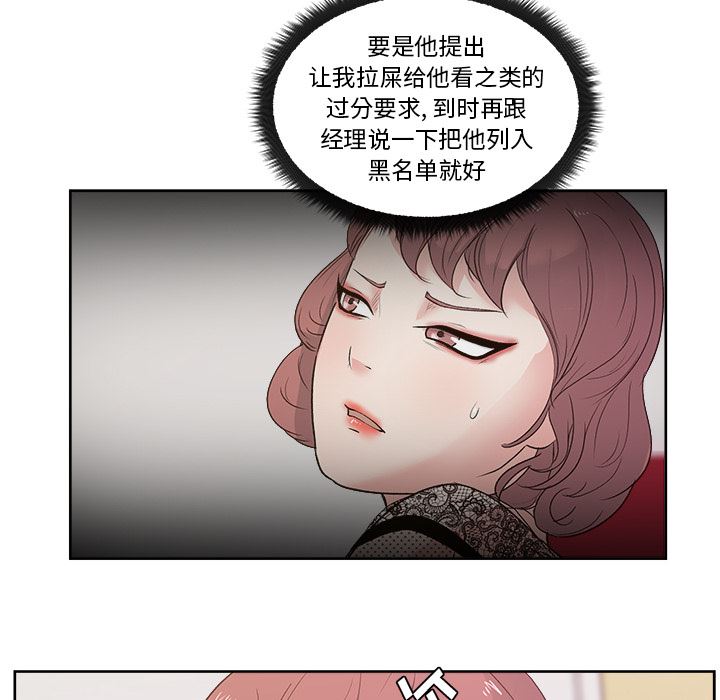 要是他提出
让我拉屎给他看之类的
过分要求, 到时再跟
经理说一下把他列入
黑名单就好